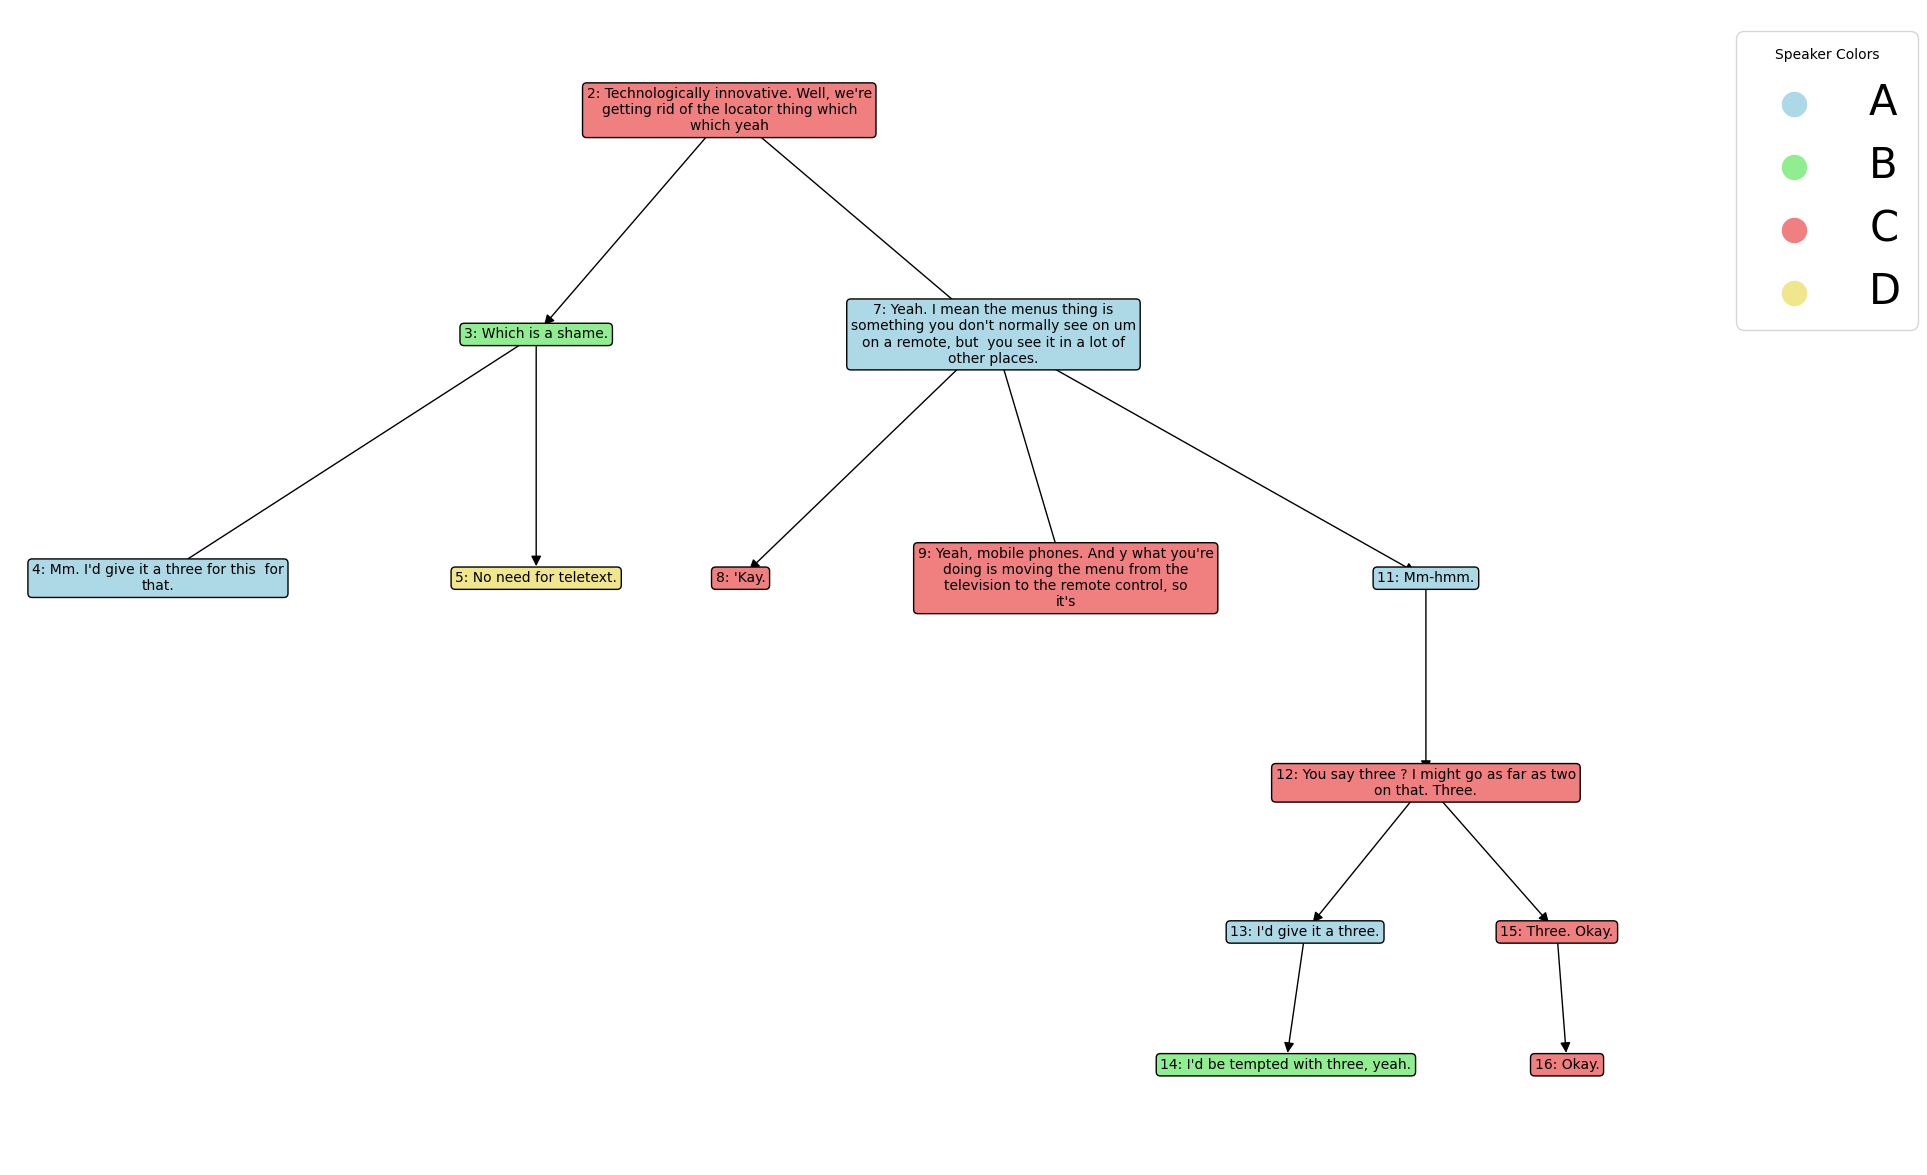 Speaker Colors
A
B
C
D
2: Technologically innovative. Well, we're
getting rid of the locator thing which
which yeah
3: Which is a shame.
7: Yeah. I mean the menus thing is
something you don't normally see on um
on a remote, but  you see it in a lot of
other places.
4: Mm. I'd give it a three for this  for
that.
5: No need for teletext.
8: 'Kay.
9: Yeah, mobile phones. And y what you're
doing is moving the menu from the
television to the remote control, so
it's
11: Mm-hmm.
12: You say three ? I might go as far as two
on that. Three.
13: I'd give it a three.
15: Three. Okay.
14: I'd be tempted with three, yeah.
16: Okay.